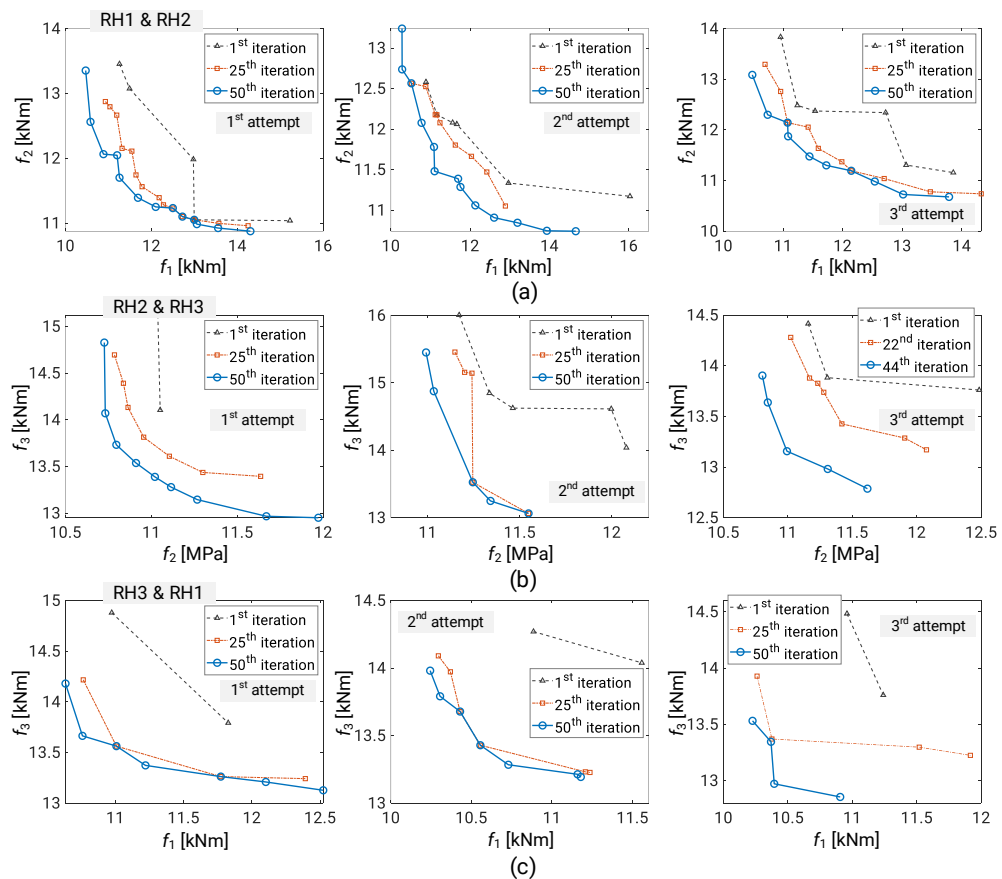 RH1 & RH2
14
13
12
11
f2 [kNm]
1st iteration
25th iteration
50th iteration
1st attempt
10 12 14 16
f1 [kNm]
13
12.5
12
11.5
11
f2 [kNm]
1st iteration
25th iteration
50th iteration
2nd attempt
10 11 12 13 14 15 16
f1 [kNm]
14
13
12
11
10
f2 [kNm]
1st iteration
25th iteration
50th iteration
3rd attempt
10 11 12 13 14
f1 [kNm]
(a)
RH2 & RH3
15
14.5
14
13.5
13
f3 [kNm]
1st iteration
25th iteration
50th iteration
1st attempt
10.5 11 11.5 12
f2 [MPa]
16
15
14
13
f3 [kNm]
1st iteration
25th iteration
50th iteration
2nd attempt
11 11.5 12
f2 [MPa]
14.5
14
13.5
13
12.5
f3 [kNm]
1st iteration
22nd iteration
44th iteration
3rd attempt
10.5 11 11.5 12 12.5
f2 [MPa]
(b)
RH3 & RH1
15
14.5
14
13.5
13
f3 [kNm]
1st iteration
25th iteration
50th iteration
1st attempt
11 11.5 12 12.5
f1 [kNm]
14.5
14
13.5
13
f3 [kNm]
2nd attempt
1st iteration
25th iteration
50th iteration
10 10.5 11 11.5
f1 [kNm]
14.5
14
13.5
13
f3 [kNm]
1st iteration
25th iteration
50th iteration
3rd attempt
10 10.5 11 11.5 12
f1 [kNm]
(c)